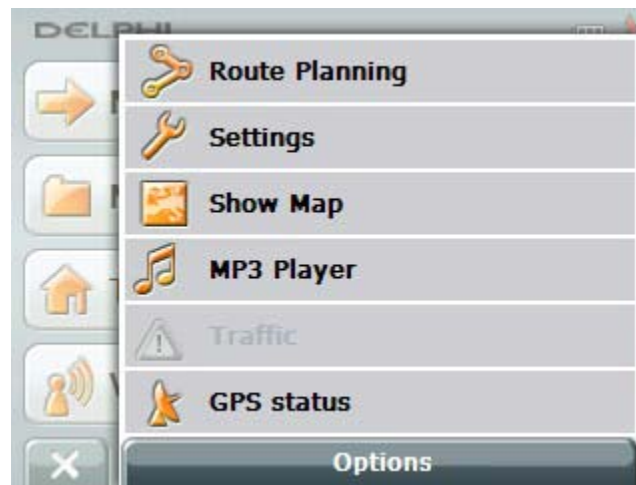 DELPHI
Route Planning
Settings
Show Map
MP3 Player
Traffic
GPS status
Options